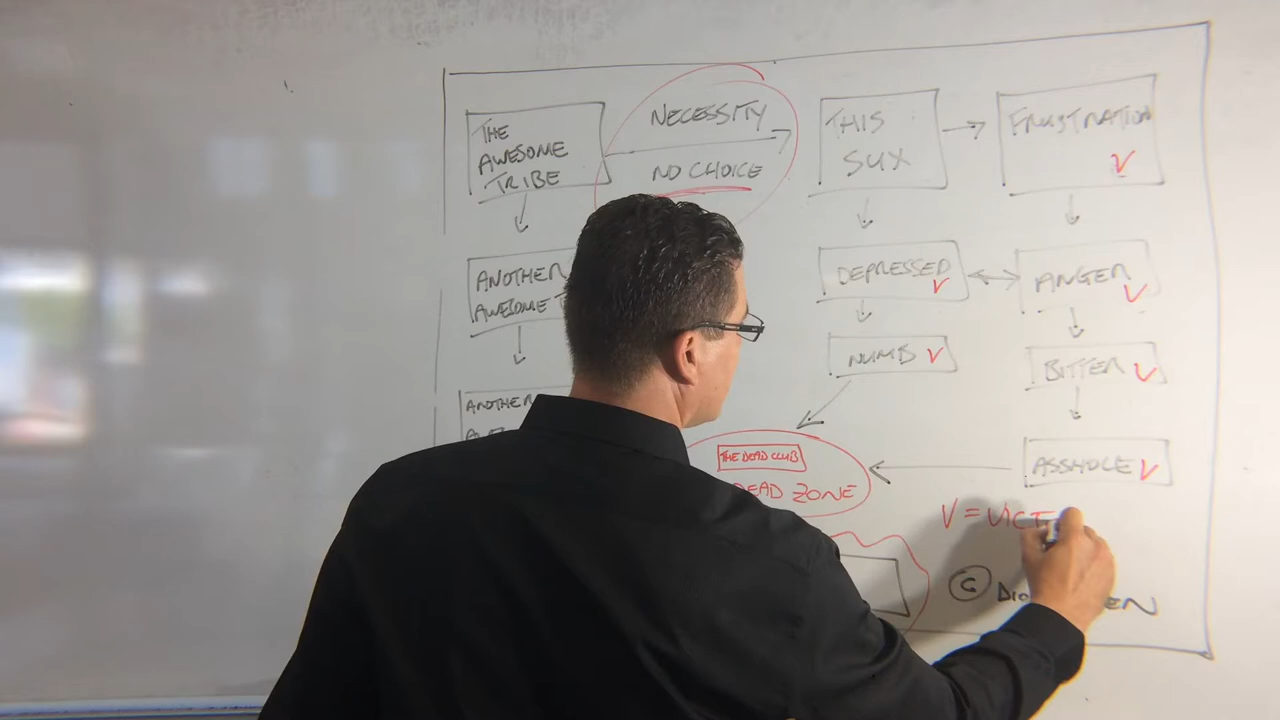 THE
AWESOME
TRIBE
NECESSITY
NO CHOICE
THIS
SUX
FRUSTRATION
V
ANOTHER
AWESOME T
DEPRESSED
V
ANGER
V
NUMB V
BITTER V
ANOTHER
THE DEAD CLUB
DEAD ZONE
ASSHOLE V
V = VICT
©